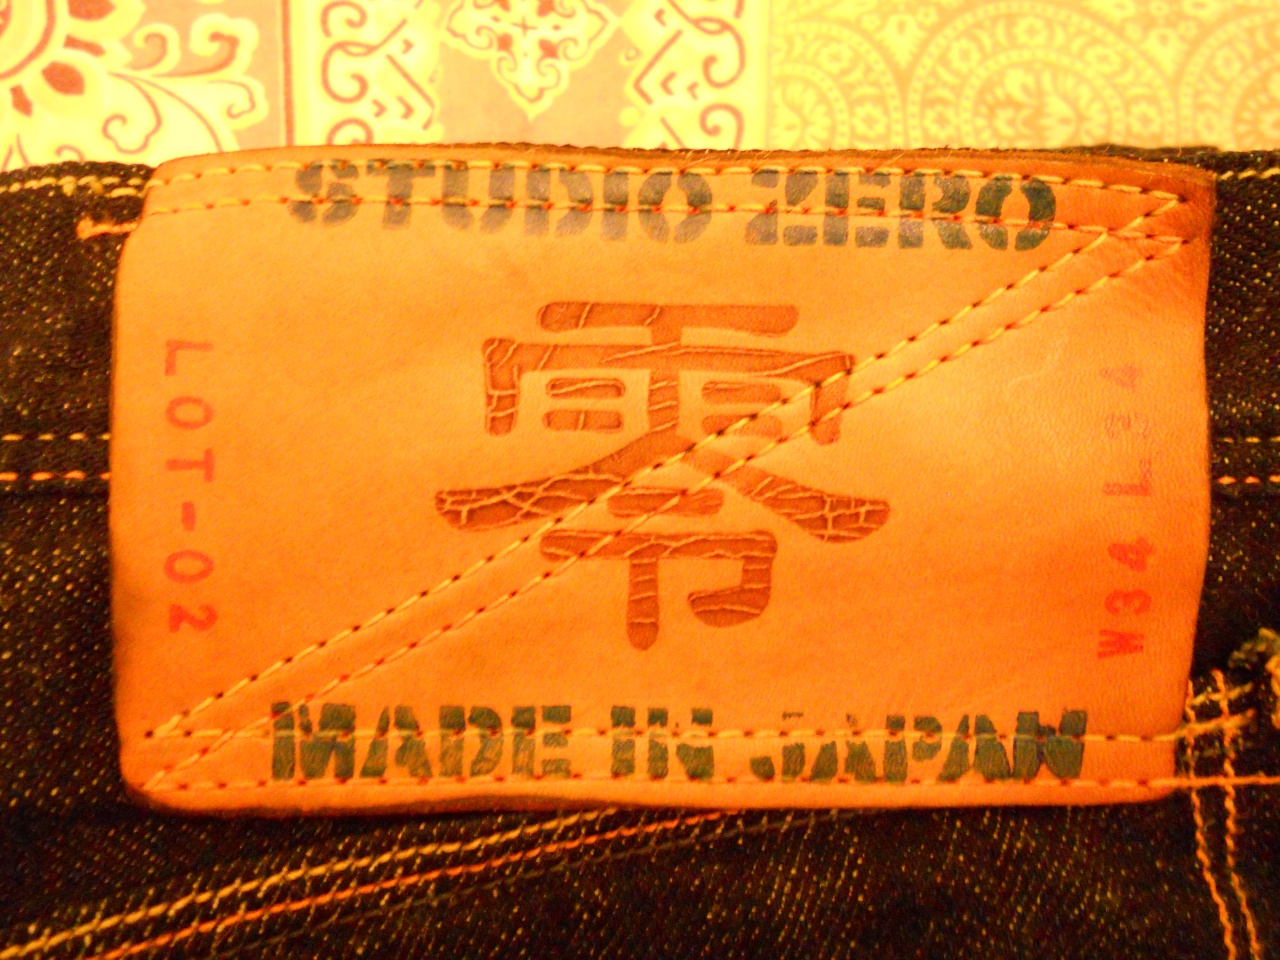 STUDIO ZERO
零
LOT-02
W34 L34
MADE IN JAPAN